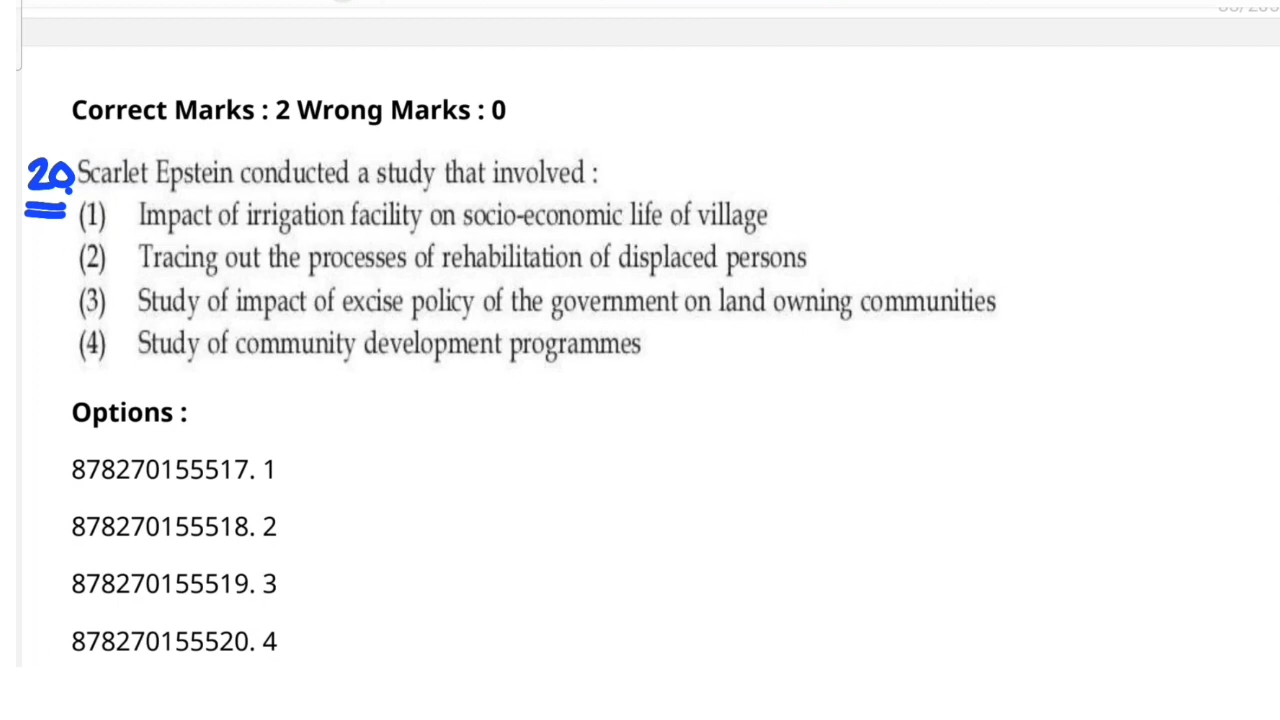 Correct Marks : 2 Wrong Marks : 0
20. Scarlet Epstein conducted a study that involved :
(1) Impact of irrigation facility on socio-economic life of village
(2) Tracing out the processes of rehabilitation of displaced persons
(3) Study of impact of excise policy of the government on land owning communities
(4) Study of community development programmes
Options :
878270155517. 1
878270155518. 2
878270155519. 3
878270155520. 4